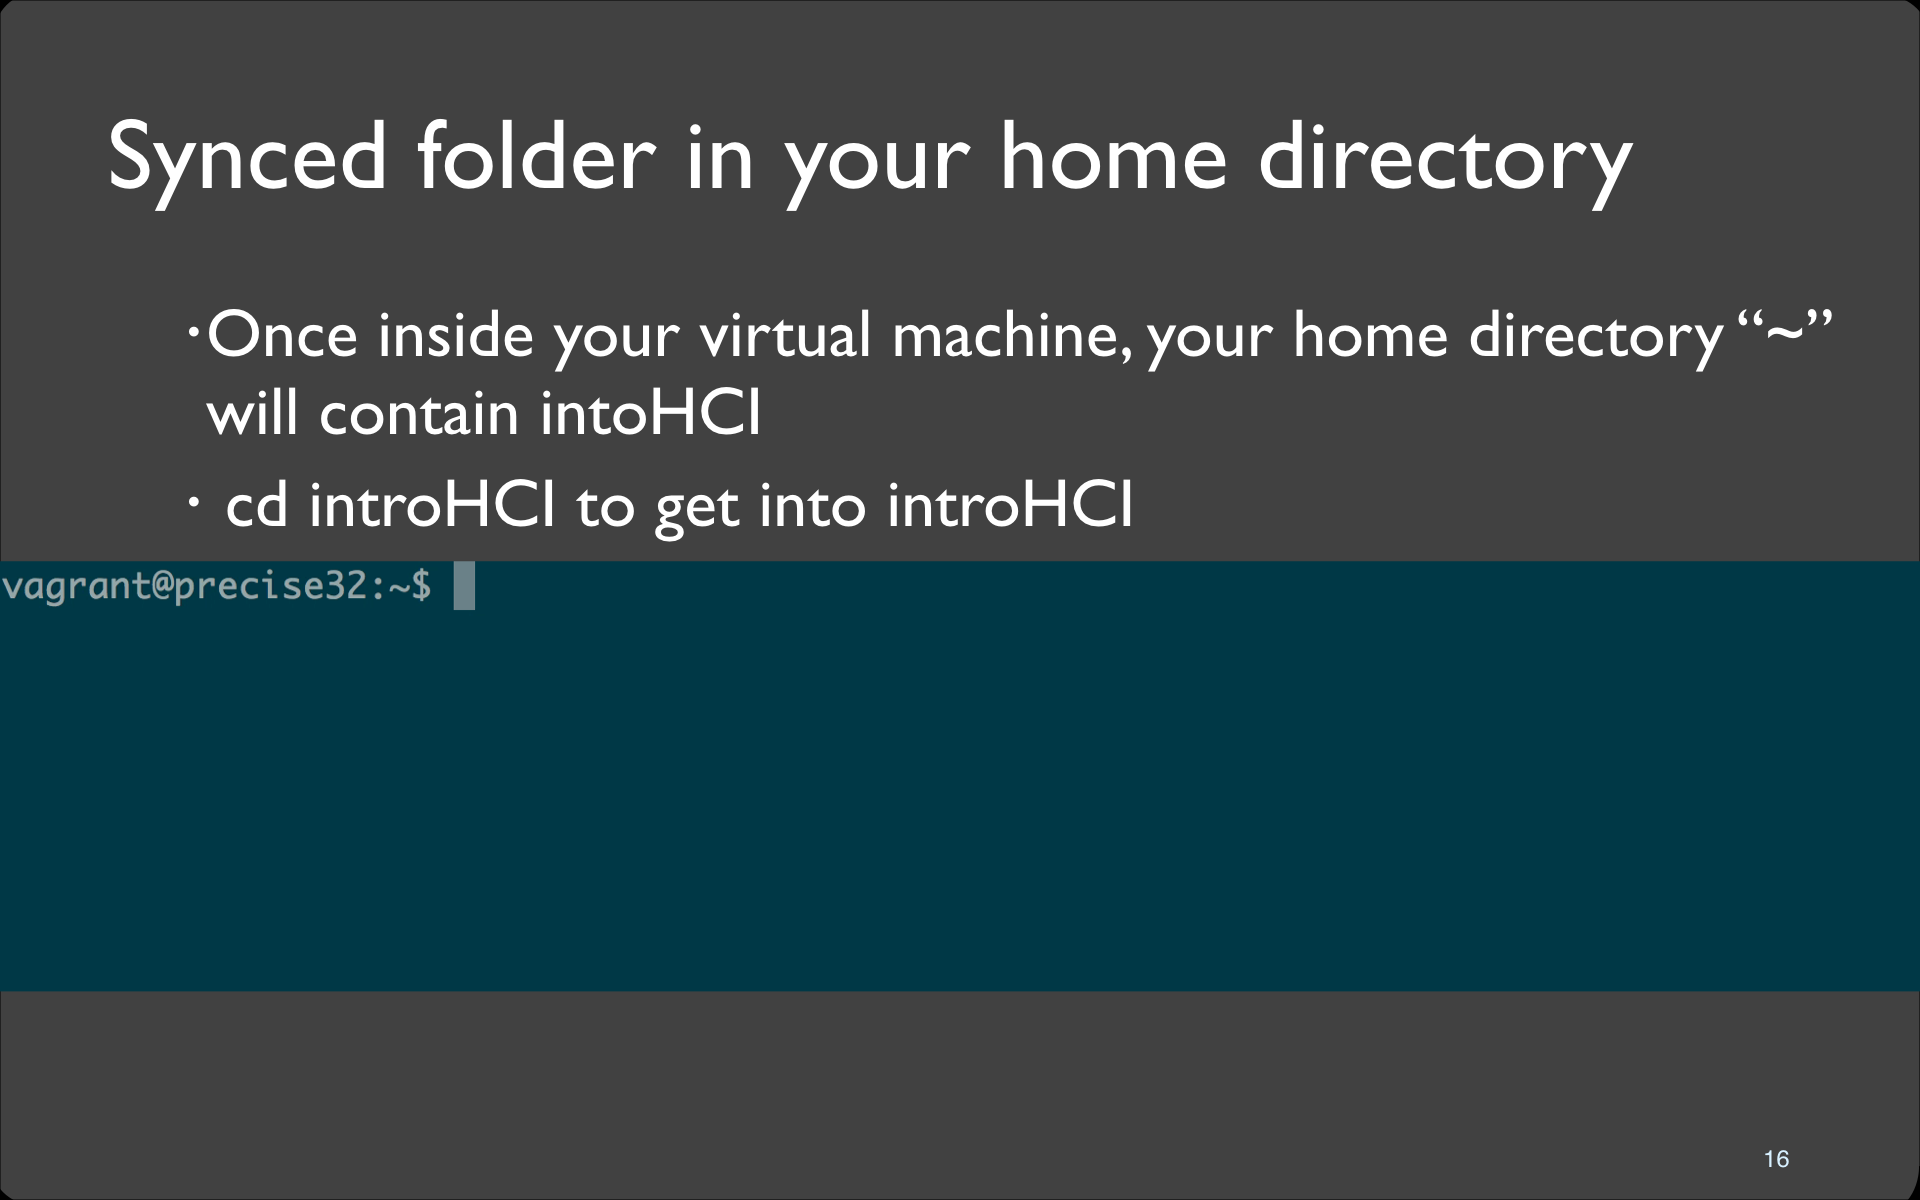 Synced folder in your home directory
·Once inside your virtual machine, your home directory “~”
will contain intoHCI
· cd introHCI to get into introHCI
vagrant@precise32:~$
16